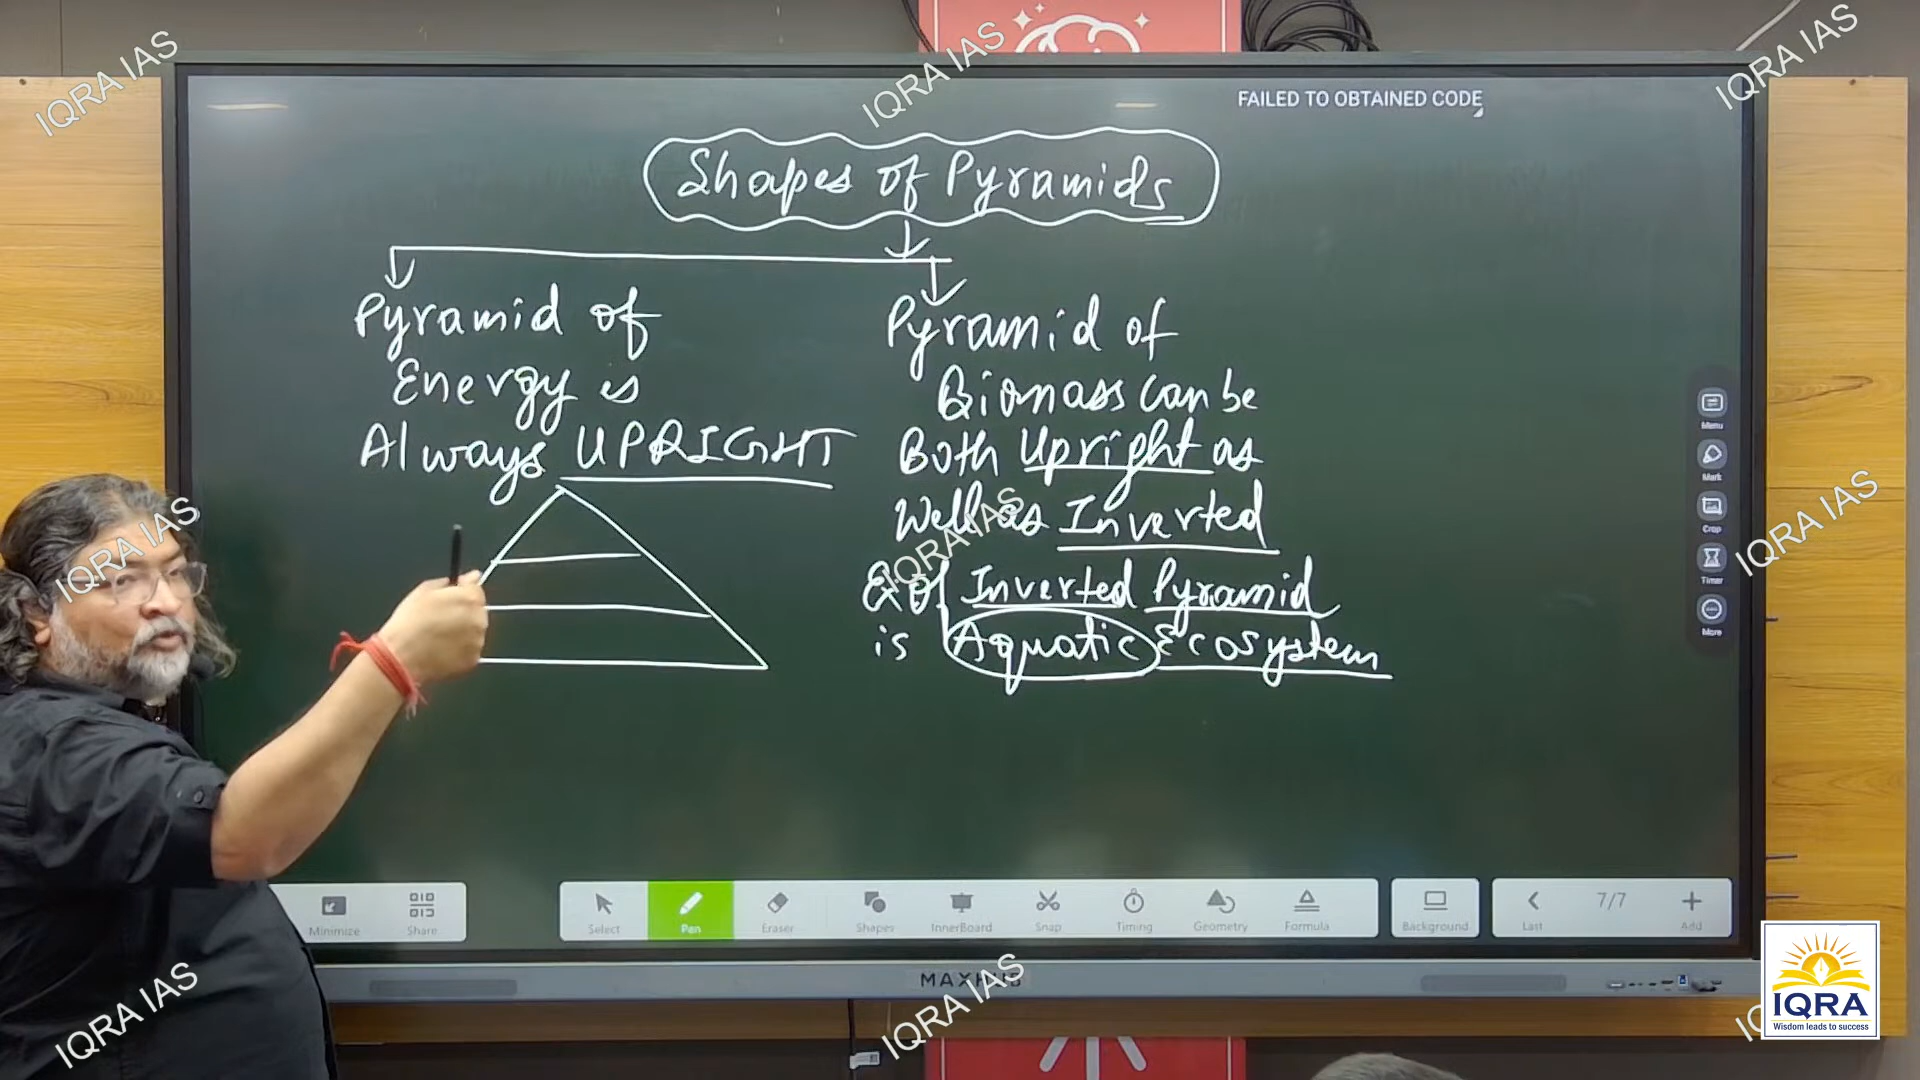 IQRA IAS
IQRA IAS
IQRA IAS
FAILED TO OBTAINED CODE
Shapes of Pyramids
Pyramid of
Energy is
Always UPRIGHT
Pyramid of
Biomass can be
Both Upright as
Well as Inverted
Ex of Inverted Pyramid
is Aquatic Ecosystem
IQRA IAS
IQRA IAS
IQRA IAS
Menu
Mark
Crop
Timer
More
Minimize
Share
Select
Pen
Eraser
Shapes
InnerBoard
Snap
Timing
Geometry
Formula
Background
Last
7/7
Add
MAXHUB
IQRA IAS
IQRA IAS
IQRA
Wisdom leads to success